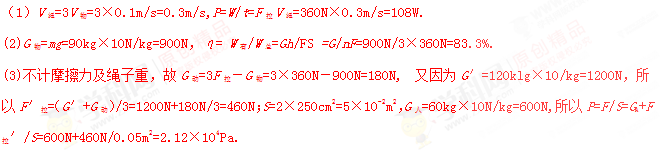 (1) V绳=3V物=3×0.1m/s=0.3m/s,P=W/t=F拉V绳=360N×0.3m/s=108W.
(2)G物=mg=90kg×10N/kg=900N, η= W有/W总=Gh/FS =G/nF=900N/3×360N=83.3%.
(3)不计摩擦力及绳子重，故G动=3F拉－G物=3×360N－900N=180N, 又因为G′=120klg×10/kg=1200N，所
以F′拉=(G′+G动)/3=1200N+180N/3=460N;S=2×250cm²=5×10⁻²m²,G人=60kg×10N/kg=600N,所以P=F/S=G人+F
拉′/S=600N+460N/0.05m²=2.12×10⁴Pa.